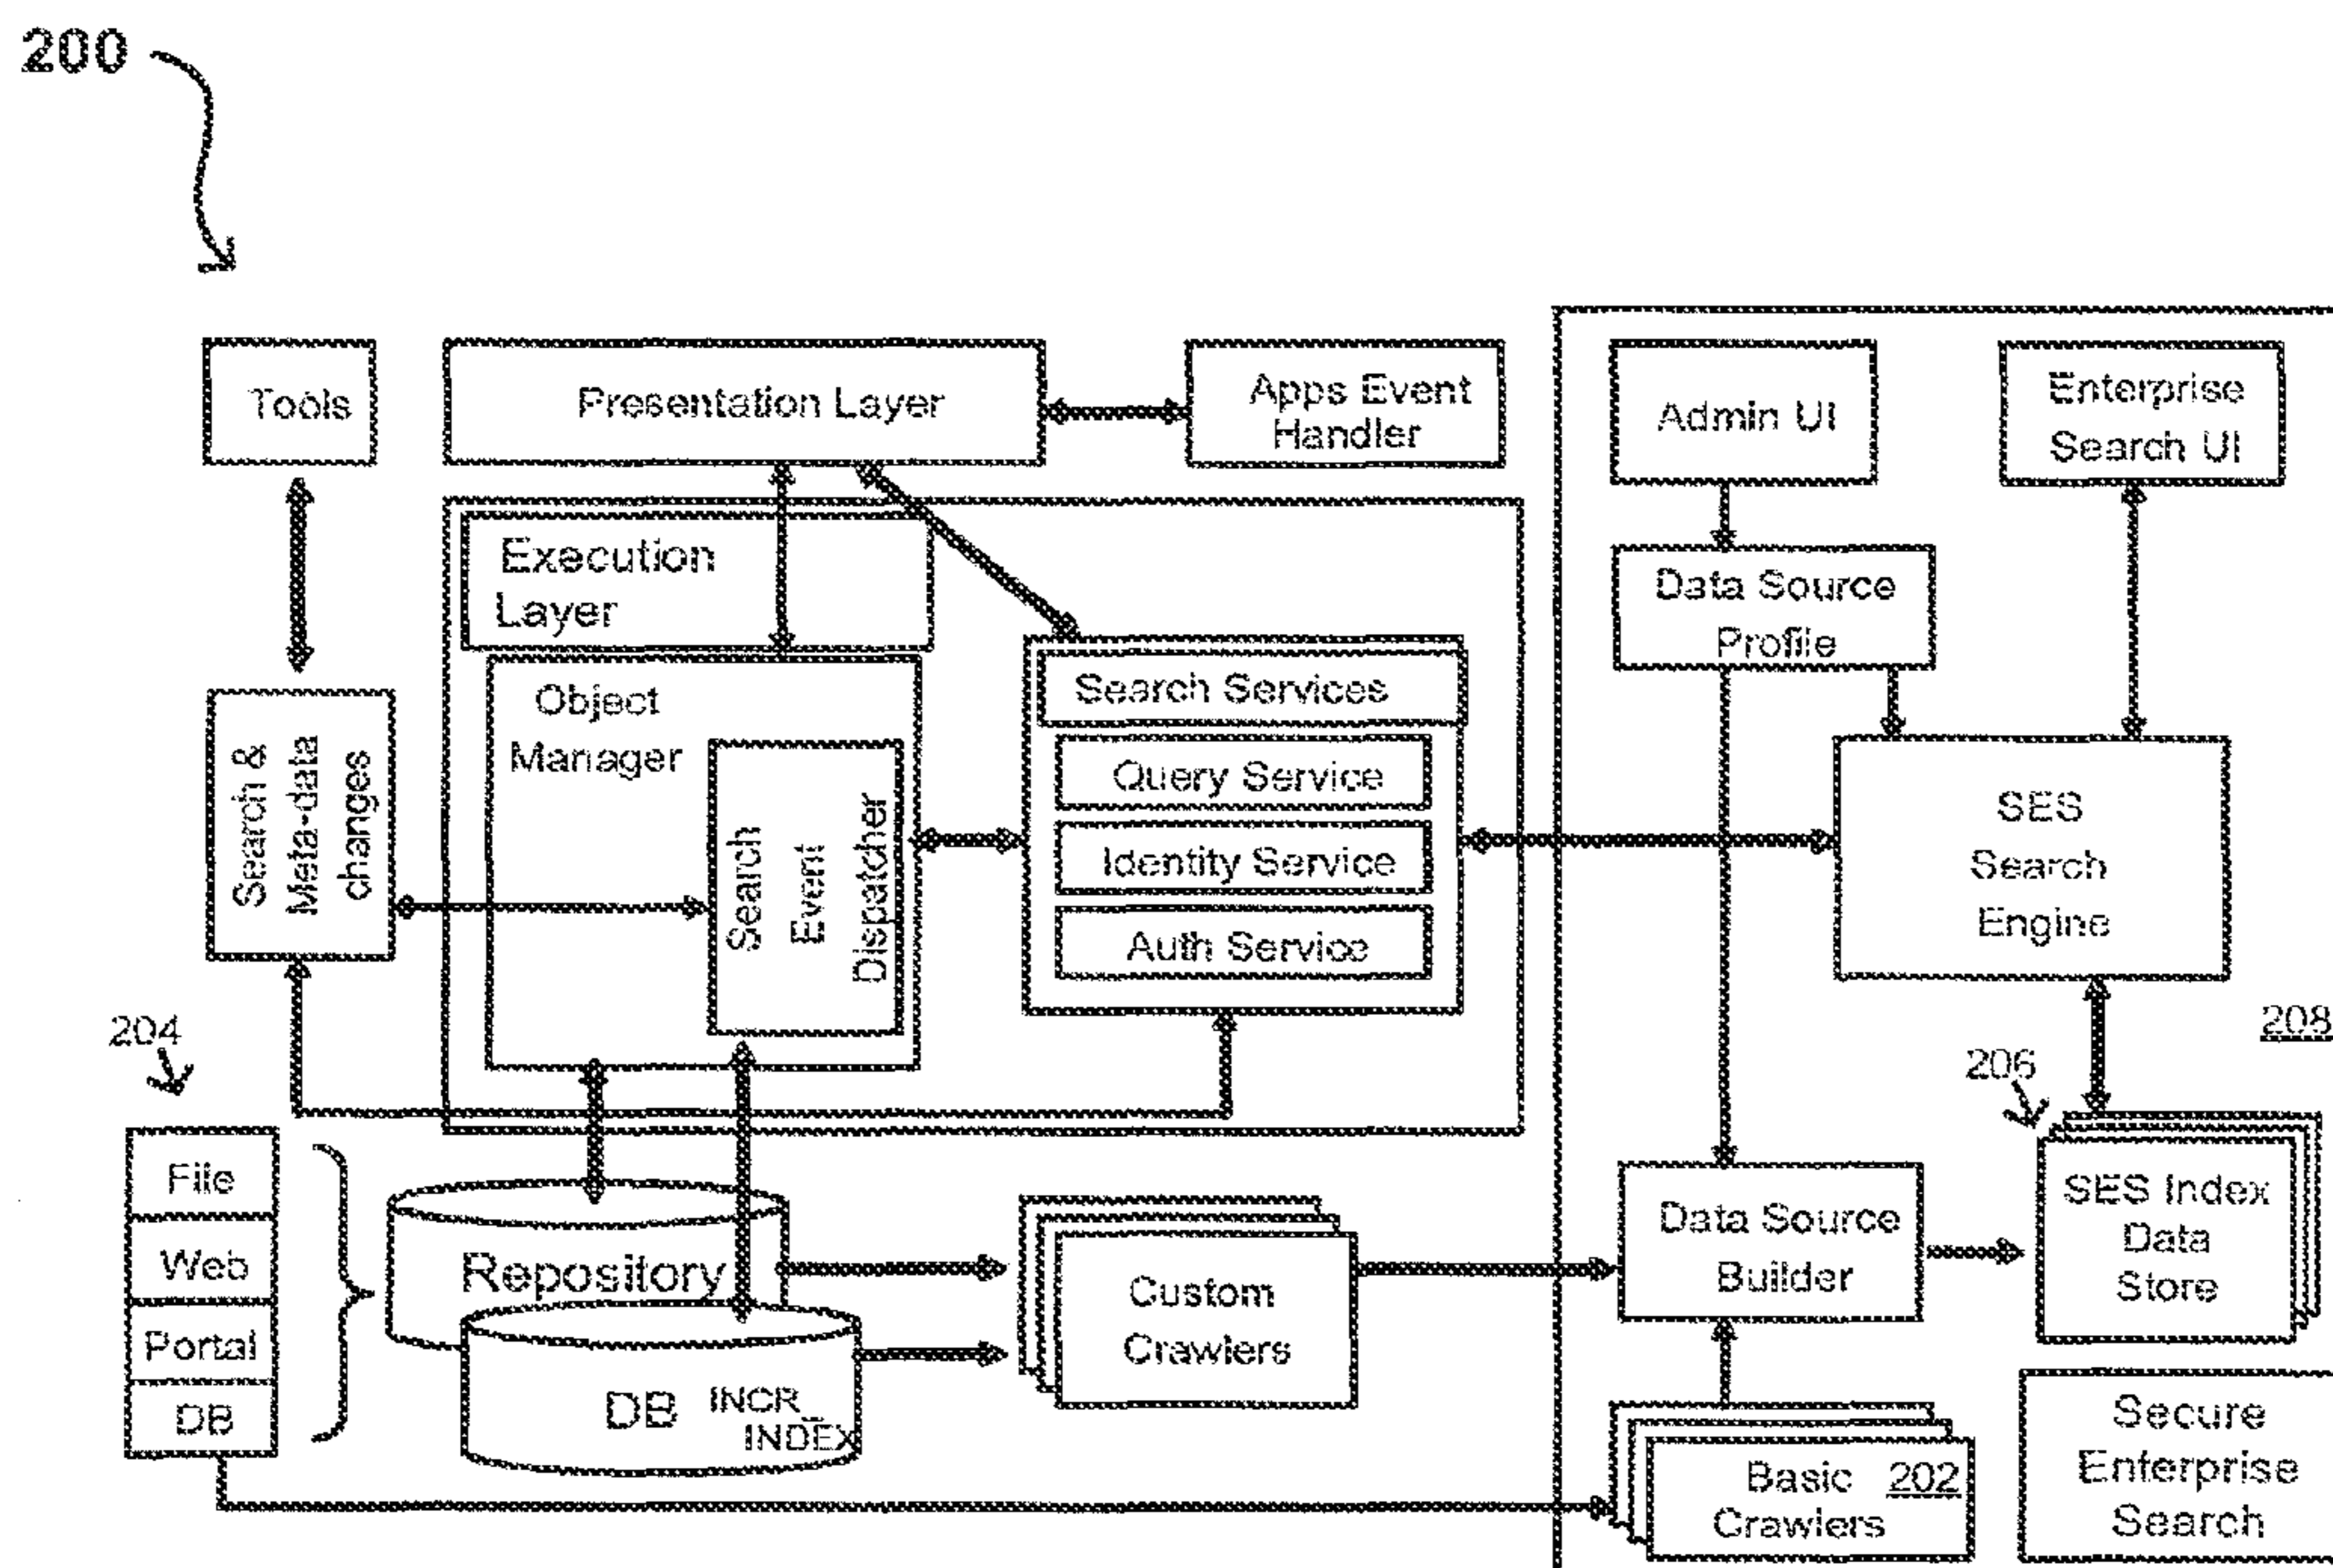 200
Tools
Presentation Layer
Apps Event
Handler
Admin UI
Enterprise
Search UI
Execution
Layer
Data Source
Profile
Object
Manager
Search Services
Query Service
Identity Service
Auth Service
Search &
Meta-data
changes
Search
Event
Dispatcher
SES
Search
Engine
208
204
206
File
Web
Portal
DB
Repository
DB
INCR_
INDEX
Custom
Crawlers
Data Source
Builder
SES Index
Data
Store
Basic 202
Crawlers
Secure
Enterprise
Search